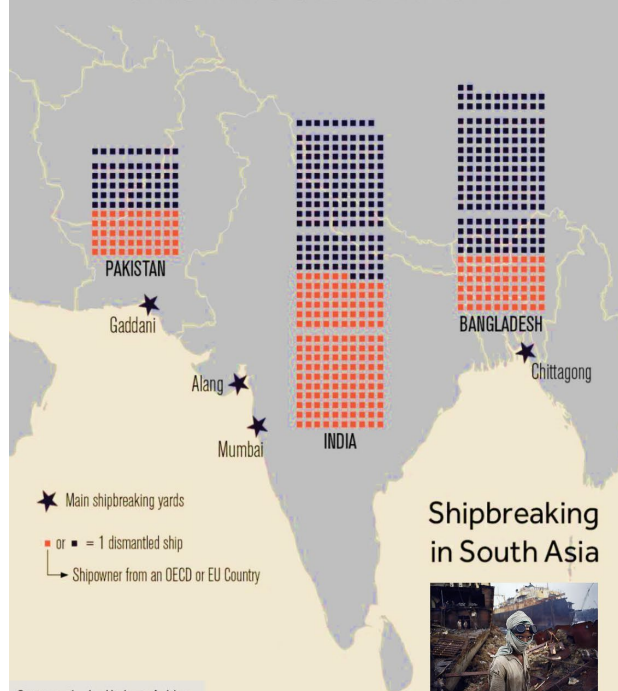 PAKISTAN
Gaddani
BANGLADESH
Chittagong
Alang
Mumbai
INDIA
Main shipbreaking yards
or = 1 dismantled ship
Shipowner from an OECD or EU Country
Shipbreaking
in South Asia